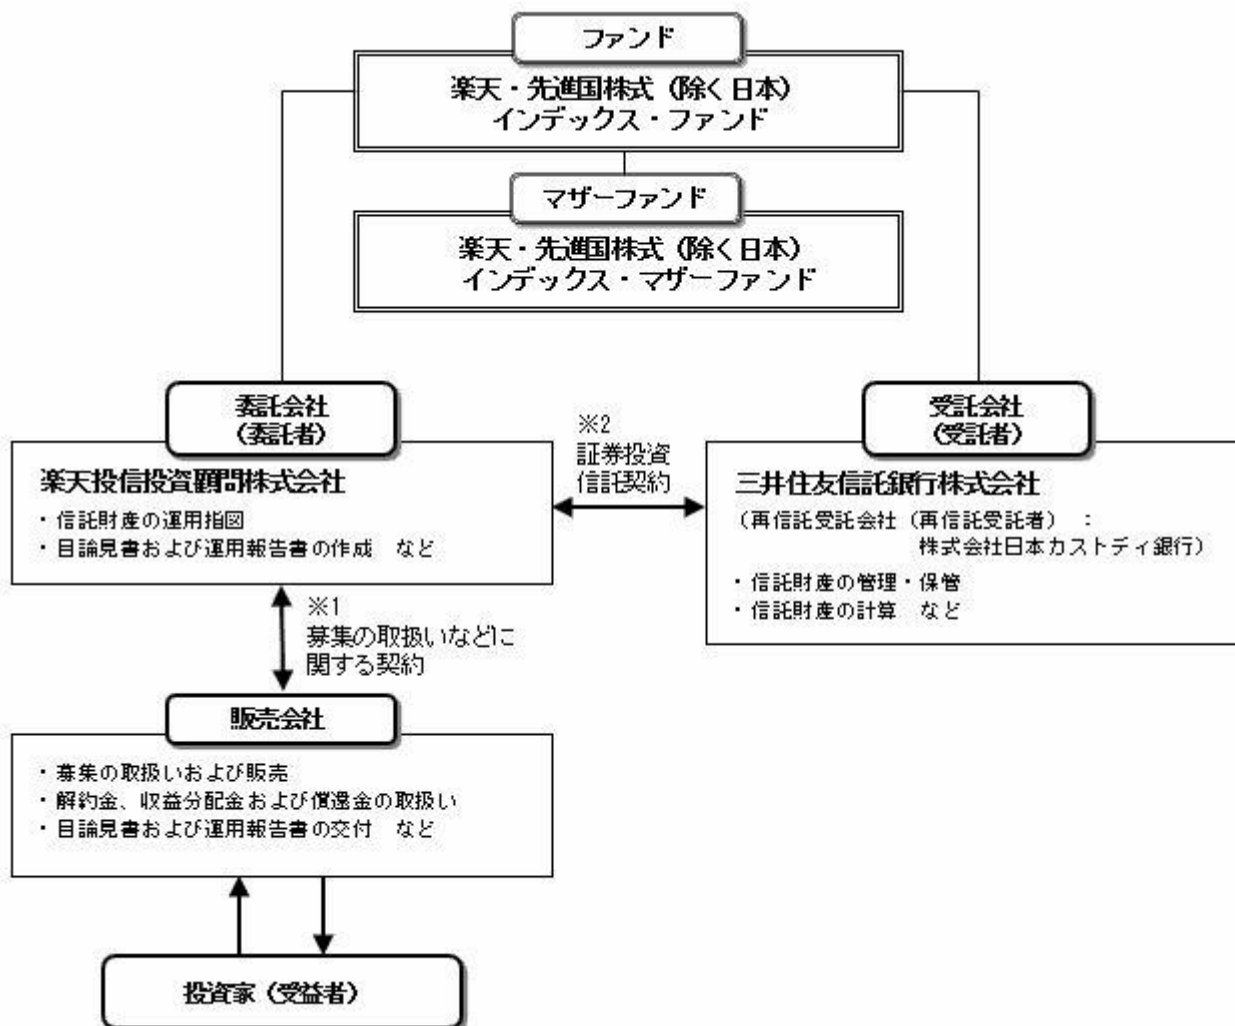 ファンド
楽天・先進国株式(除く日本)
インデックス・ファンド
マザーファンド
楽天・先進国株式(除く日本)
インデックス・マザーファンド
委託会社
(委託者)
楽天投信投資顧問株式会社
・信託財産の運用指図
・目論見書および運用報告書の作成 など
※2
証券投資
信託契約
受託会社
(受託者)
三井住友信託銀行株式会社
(再信託受託会社(再信託受託者) :
株式会社日本カストディ銀行)
・信託財産の管理・保管
・信託財産の計算 など
※1
募集の取扱いなどに
関する契約
販売会社
・募集の取扱いおよび販売
・解約金、収益分配金および償還金の取扱い
・目論見書および運用報告書の交付 など
投資家(受益者)